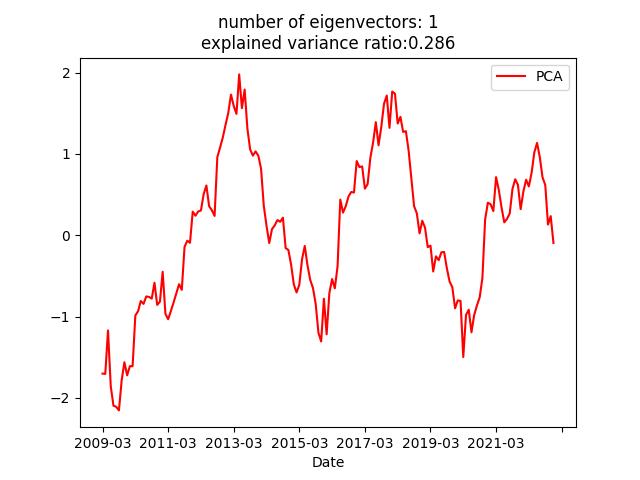 number of eigenvectors: 1
explained variance ratio:0.286
PCA
2
1
0
−1
−2
2009-03 2011-03 2013-03 2015-03 2017-03 2019-03 2021-03
Date